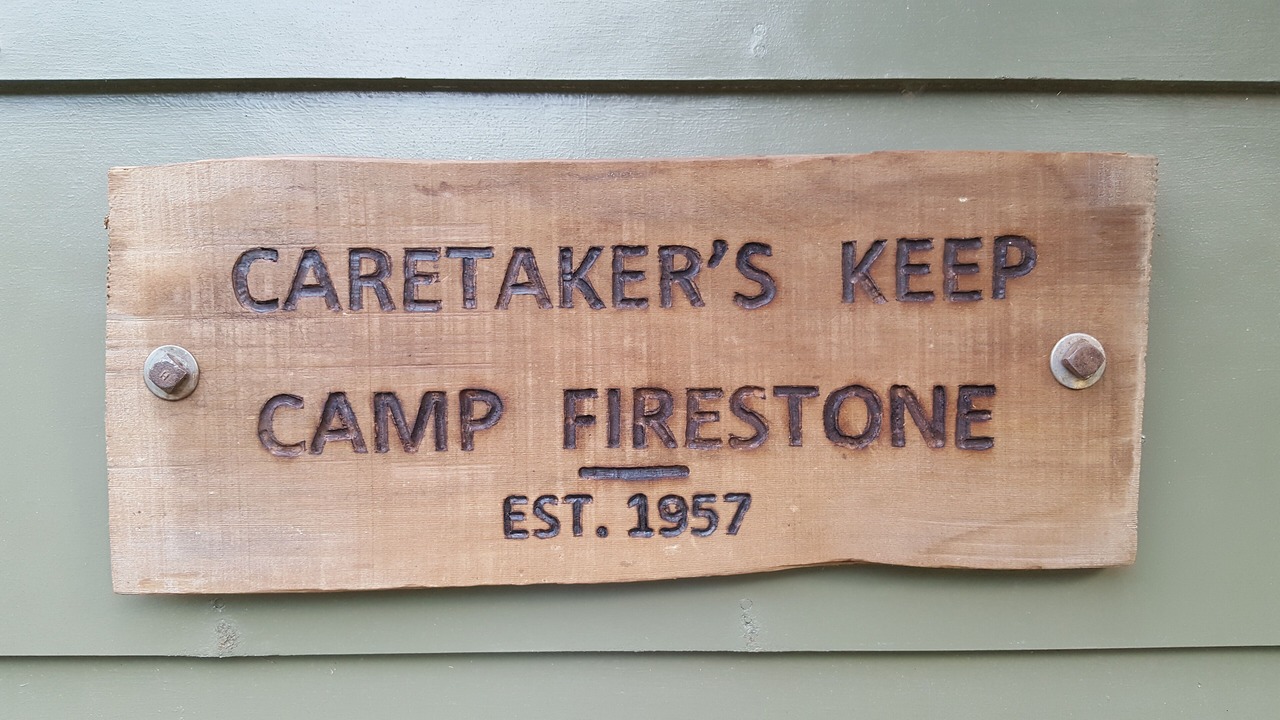 CARETAKER’S KEEP
CAMP FIRESTONE
EST. 1957